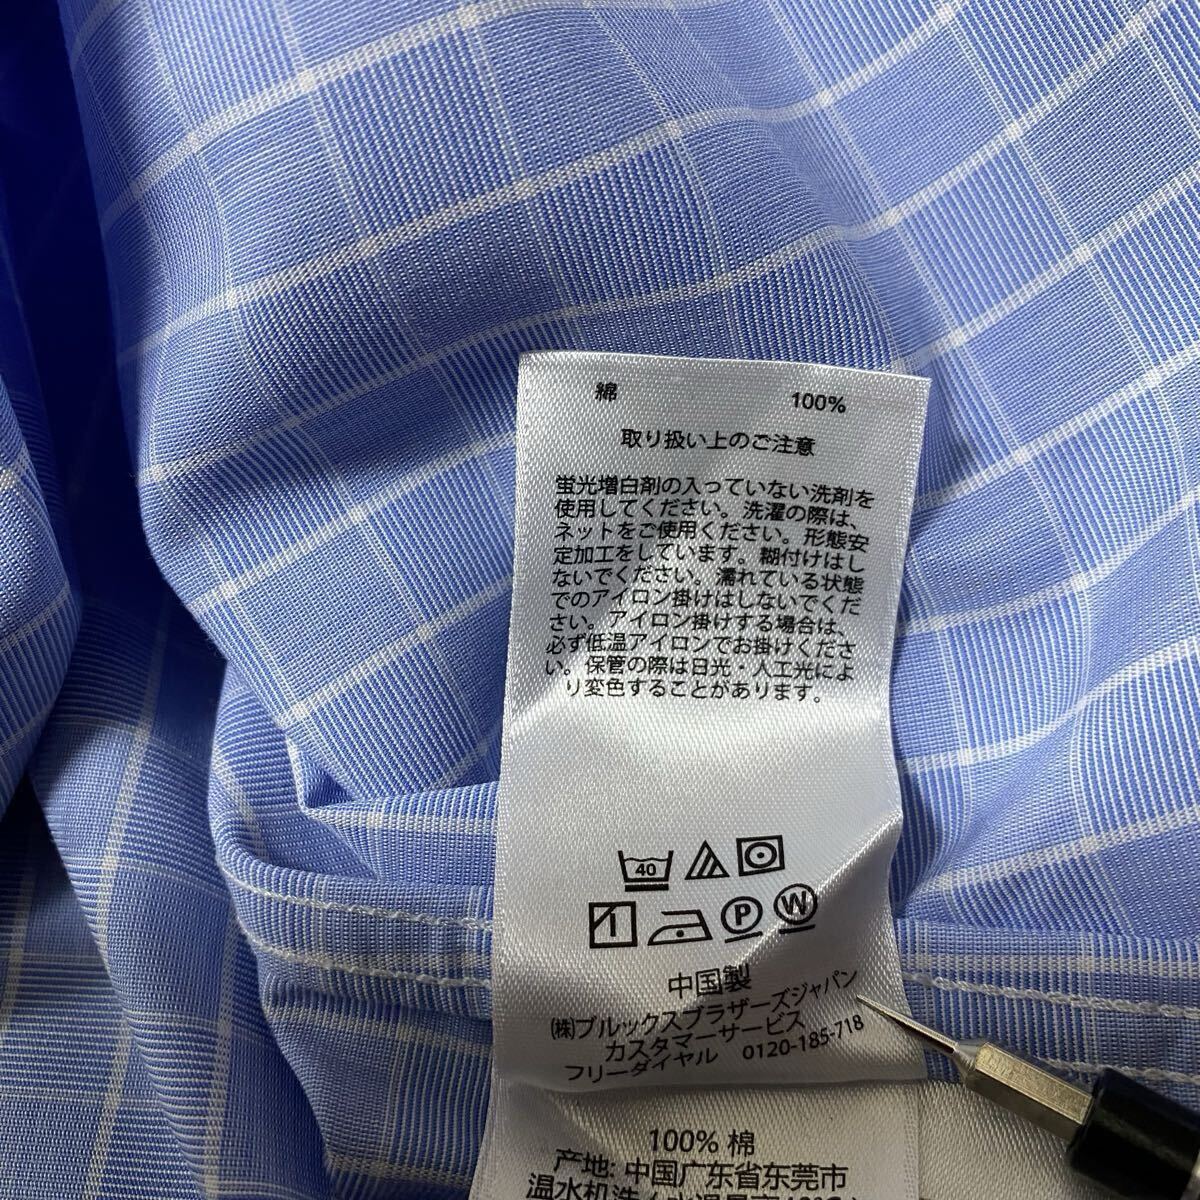 綿 100%
取り扱い上のご注意
蛍光増白剤の入っていない洗剤を
使用してください。洗濯の際は、
ネットをご使用ください。形態安
定加工をしています。糊付けはし
ないでください。濡れている状態
でのアイロン掛けはしないでくだ
さい。アイロン掛けする場合は、
必ず低温アイロンでお掛けくださ
い。保管の際は日光・人工光によ
り変色することがあります。
40
1 P W
中国製
(株)ブルックスブラザーズジャパン
カスタマーサービス
フリーダイヤル 0120-185-718
100% 棉
产地: 中国广东省东莞市
温水机洗